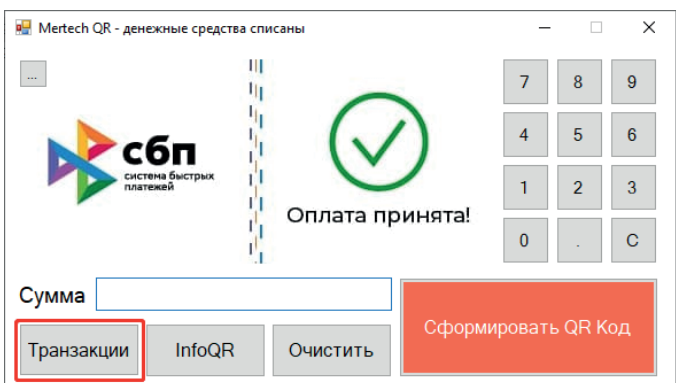 Mertech QR - денежные средства списаны
...
7 8 9
сбп
система быстрых
платежей
4 5 6
Оплата принята!
1 2 3
0 . C
Сумма
Сформировать QR Код
Транзакции InfoQR Очистить